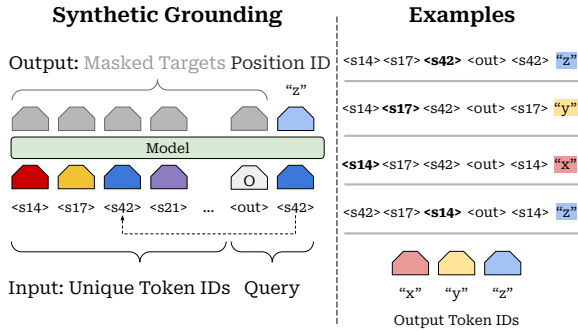 Synthetic Grounding
Output: Masked Targets Position ID
“z”
Model
O
<s14> <s17> <s42> <s21> ... <out> <s42>
Input: Unique Token IDs Query
Examples
<s14> <s17> <s42> <out> <s42> “z”
<s14> <s17> <s42> <out> <s17> “y”
<s14> <s17> <s42> <out> <s14> “x”
<s42> <s17> <s14> <out> <s14> “z”
“x” “y” “z”
Output Token IDs